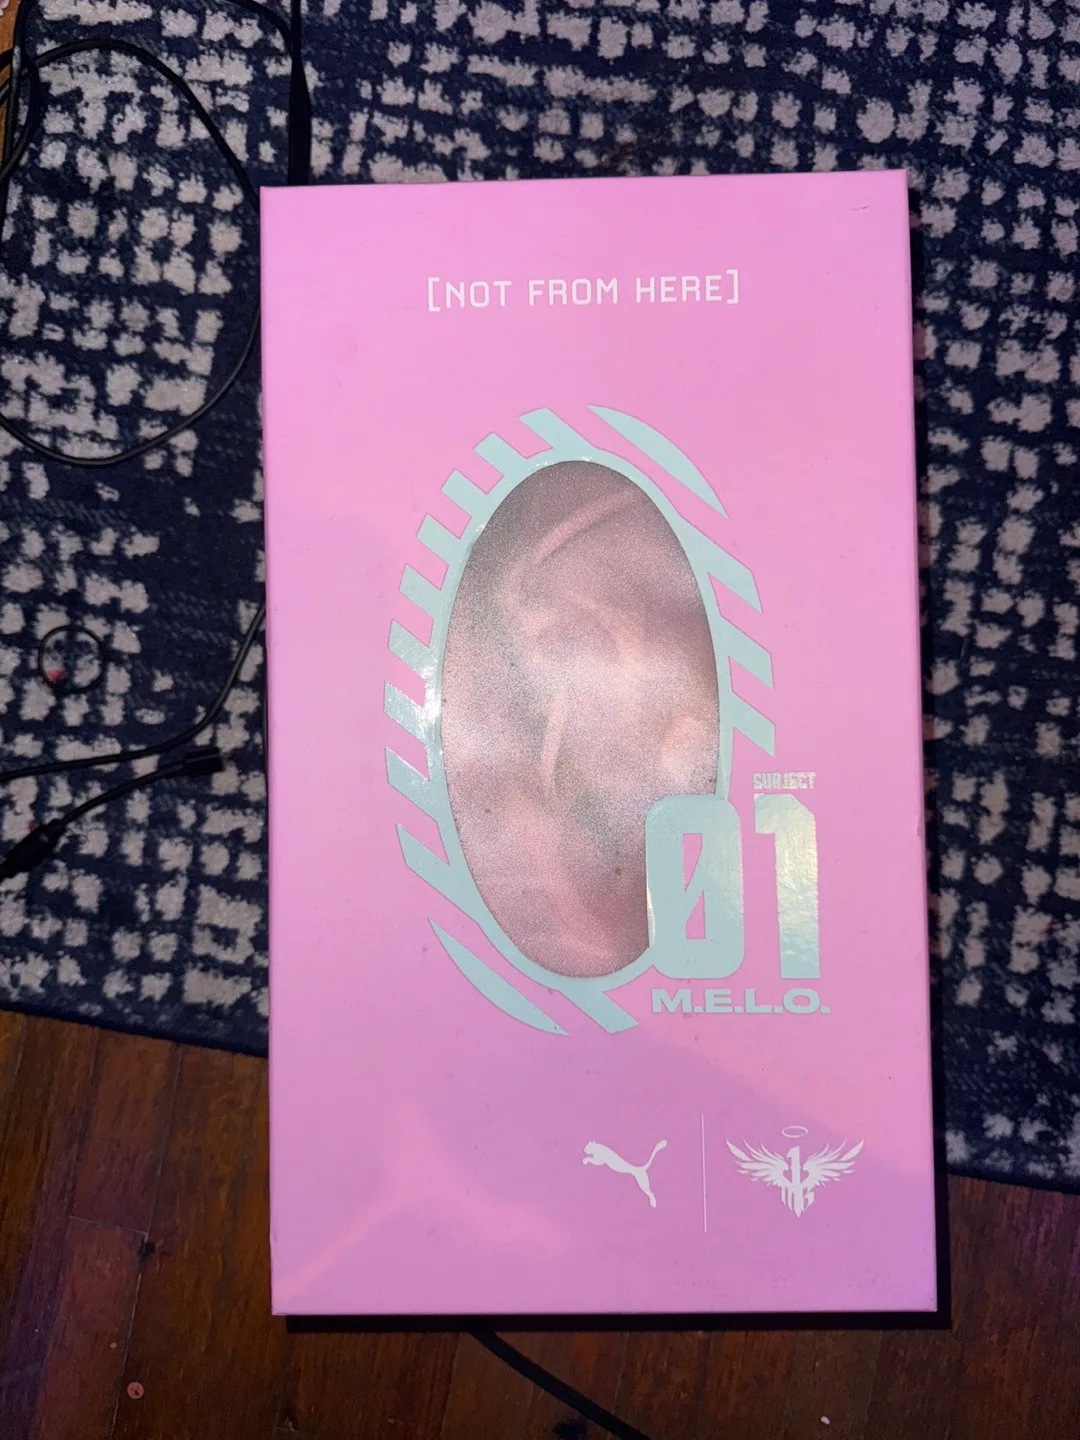 [NOT FROM HERE]
SUBJECT
01
M.E.L.O.